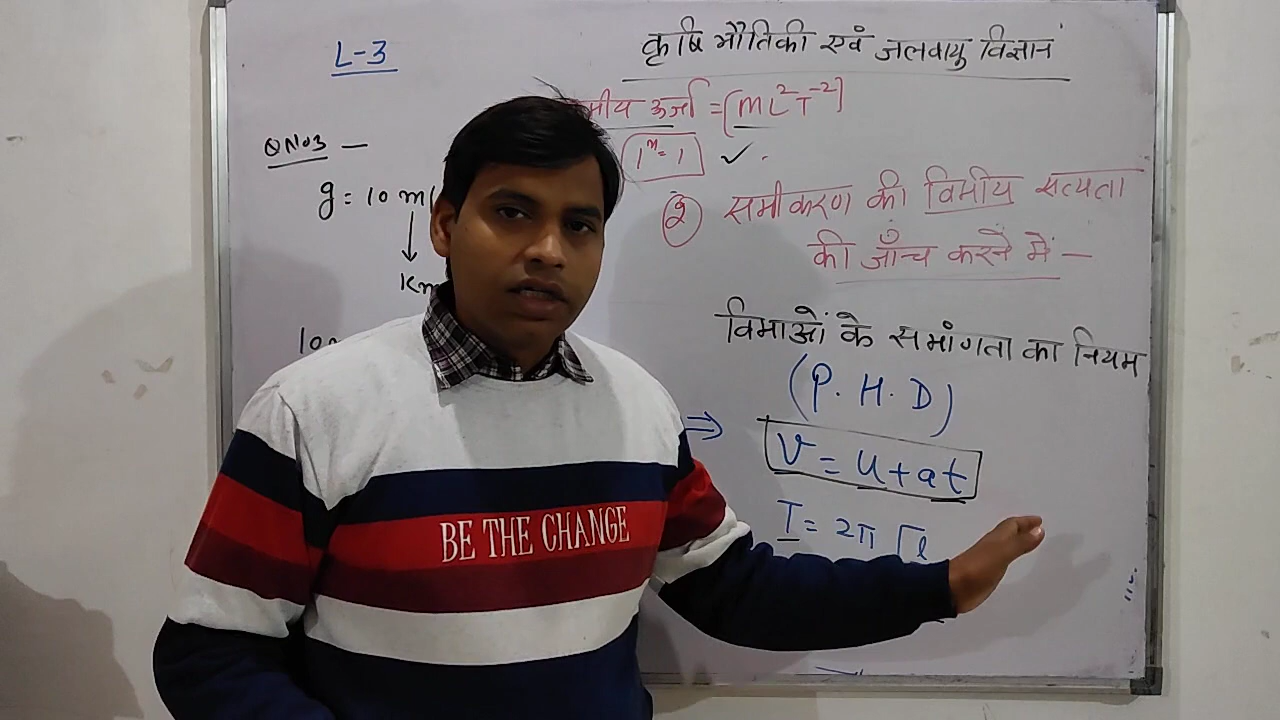 L-3
कृषि भौतिकी एवं जलवायु विज्ञान
ऊर्जा = [ML²T⁻²]
1ᵐ = 1 ✓
Q No 3 —
g = 10 m/
Km
10
② समीकरण की विमीय सत्यता
की जाँच करने में —
विमाओं के समांगता का नियम
(P. H. D)
⇒ V = u + at
T = 2π √l
BE THE CHANGE